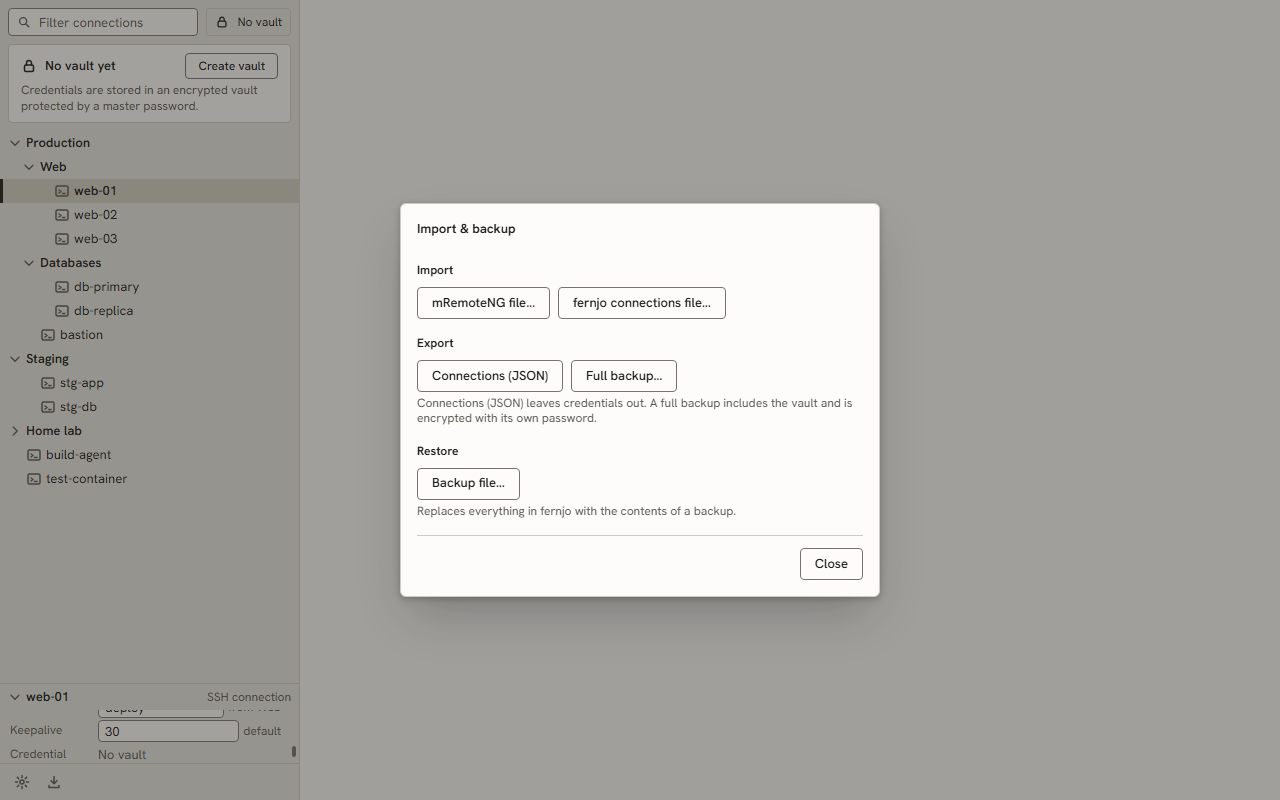 Filter connections
No vault
No vault yet
Create vault
Credentials are stored in an encrypted vault
protected by a master password.
Production
Web
web-01
web-02
web-03
Databases
db-primary
db-replica
bastion
Staging
stg-app
stg-db
Home lab
build-agent
test-container
web-01
SSH connection
Keepalive
30
default
Credential
No vault
Import & backup
Import
mRemoteNG file...
fernjo connections file...
Export
Connections (JSON)
Full backup...
Connections (JSON) leaves credentials out. A full backup includes the vault and is
encrypted with its own password.
Restore
Backup file...
Replaces everything in fernjo with the contents of a backup.
Close